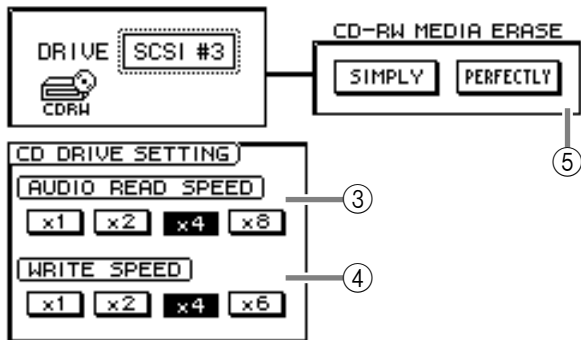 DRIVE SCSI #3
CDRW
CD-RW MEDIA ERASE
SIMPLY PERFECTLY
⑤
CD DRIVE SETTING
AUDIO READ SPEED
③
x1 x2 x4 x8
WRITE SPEED
④
x1 x2 x4 x6